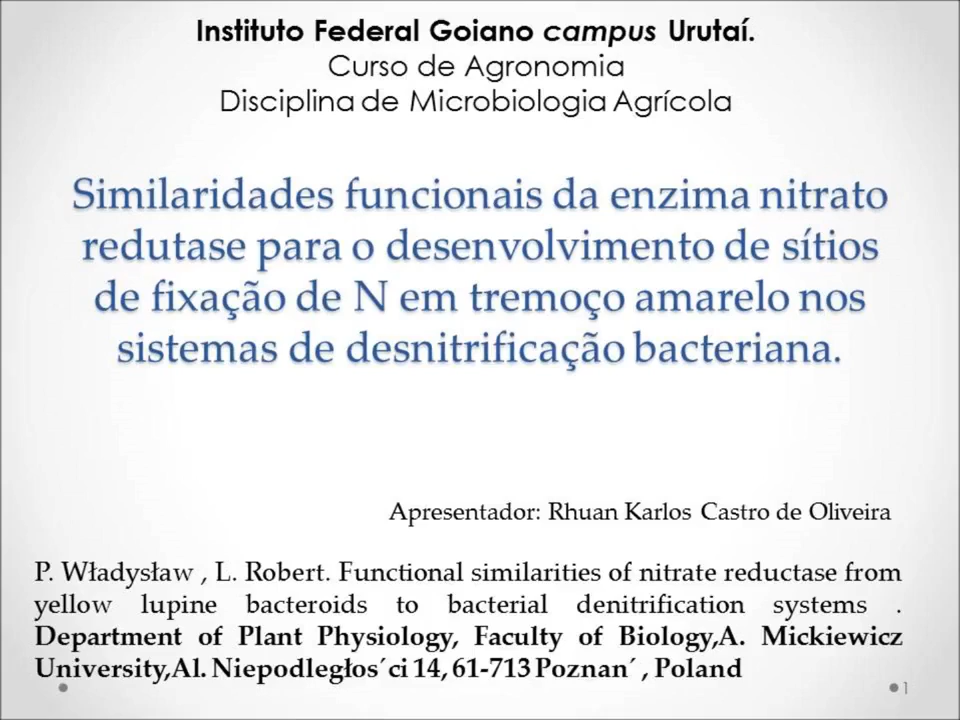 Instituto Federal Goiano campus Urutaí.
Curso de Agronomia
Disciplina de Microbiologia Agrícola
Similaridades funcionais da enzima nitrato
redutase para o desenvolvimento de sítios
de fixação de N em tremoço amarelo nos
sistemas de desnitrificação bacteriana.
Apresentador: Rhuan Karlos Castro de Oliveira
P. Władysław , L. Robert. Functional similarities of nitrate reductase from
yellow lupine bacteroids to bacterial denitrification systems .
Department of Plant Physiology, Faculty of Biology,A. Mickiewicz
University,Al. Niepodległos´ci 14, 61-713 Poznan´ , Poland
1